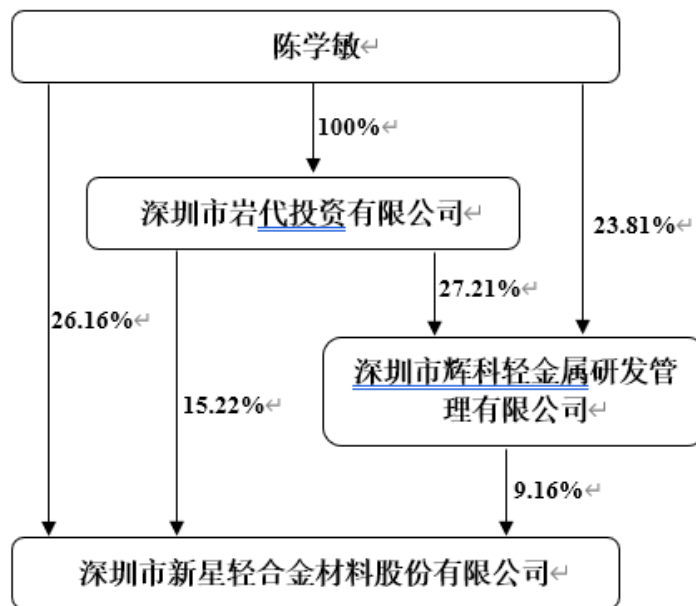 陈学敏
100%
深圳市岩代投资有限公司
23.81%
27.21%
26.16%
深圳市辉科轻金属研发管
理有限公司
15.22%
9.16%
深圳市新星轻合金材料股份有限公司